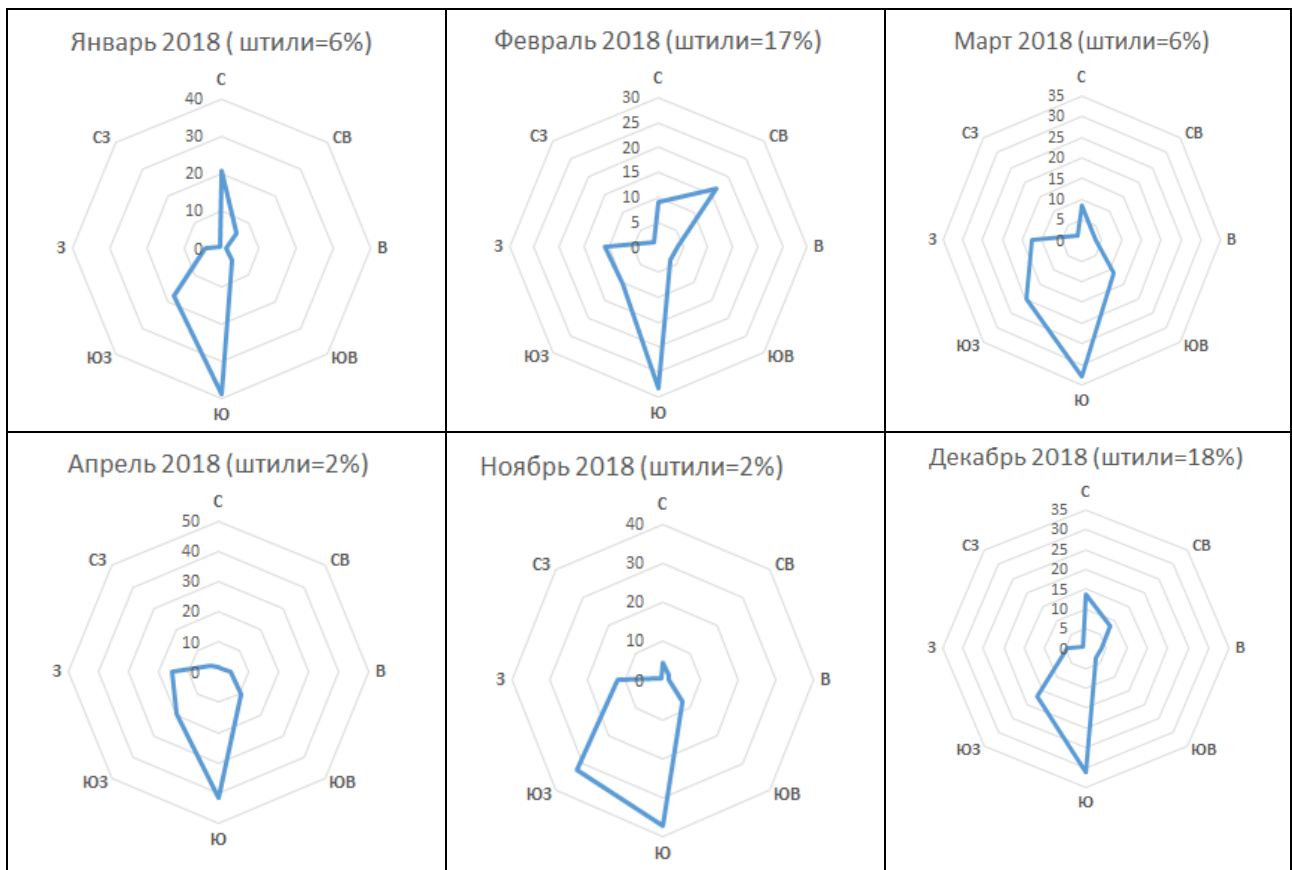 Январь 2018 ( штили=6%)
С
40
30
20
10
0
СЗ
СВ
З
В
ЮЗ
ЮВ
Ю
Февраль 2018 (штили=17%)
С
30
25
20
15
10
5
0
СЗ
СВ
З
В
ЮЗ
ЮВ
Ю
Март 2018 (штили=6%)
С
35
30
25
20
15
10
5
0
СЗ
СВ
З
В
ЮЗ
ЮВ
Ю
Апрель 2018 (штили=2%)
С
50
40
30
20
10
0
СЗ
СВ
З
В
ЮЗ
ЮВ
Ю
Ноябрь 2018 (штили=2%)
С
40
30
20
10
0
СЗ
СВ
З
В
ЮЗ
ЮВ
Ю
Декабрь 2018 (штили=18%)
С
35
30
25
20
15
10
5
0
СЗ
СВ
З
В
ЮЗ
ЮВ
Ю